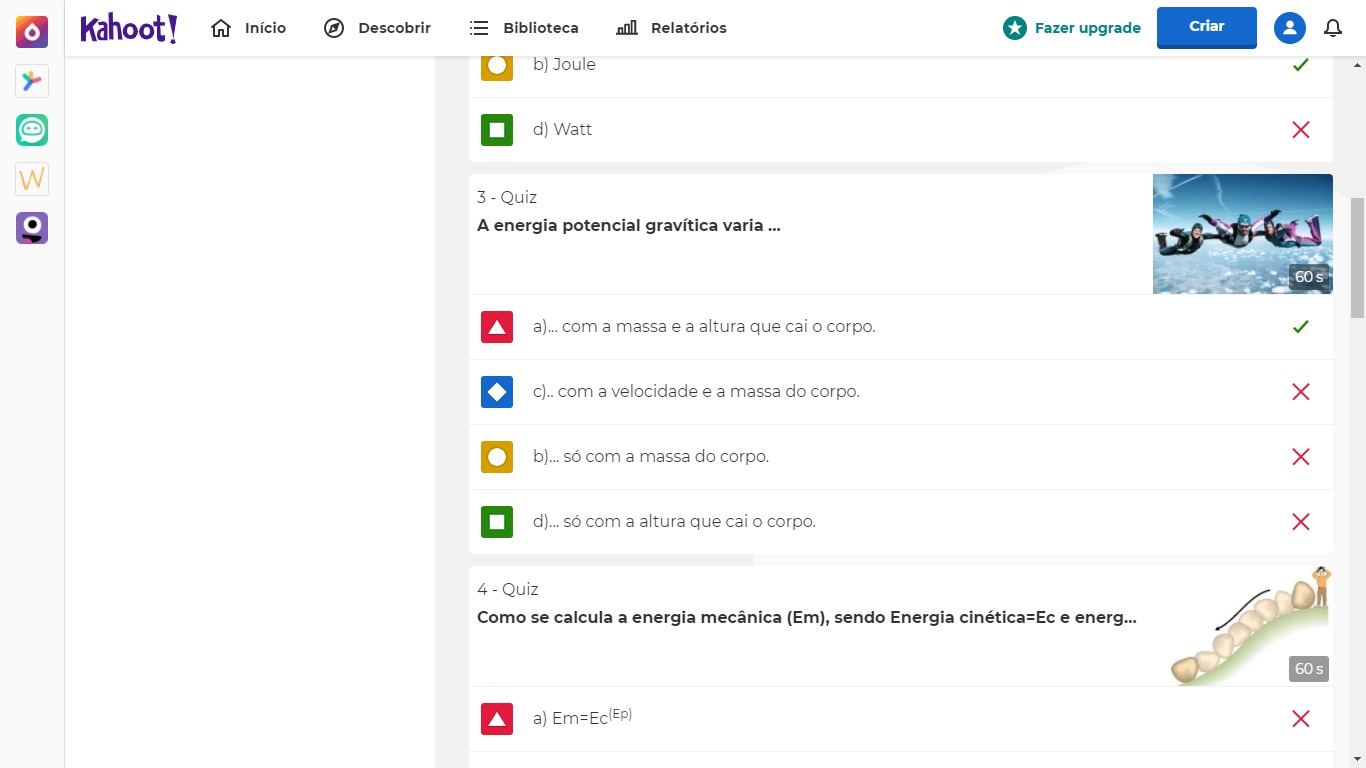 Kahoot!
Início
Descobrir
Biblioteca
Relatórios
Fazer upgrade
Criar
W
b) Joule
d) Watt
3 - Quiz
A energia potencial gravítica varia ...
60 s
a)... com a massa e a altura que cai o corpo.
c).. com a velocidade e a massa do corpo.
b)... só com a massa do corpo.
d)... só com a altura que cai o corpo.
4 - Quiz
Como se calcula a energia mecânica (Em), sendo Energia cinética=Ec e energ...
60 s
a) Em=Ec(Ep)